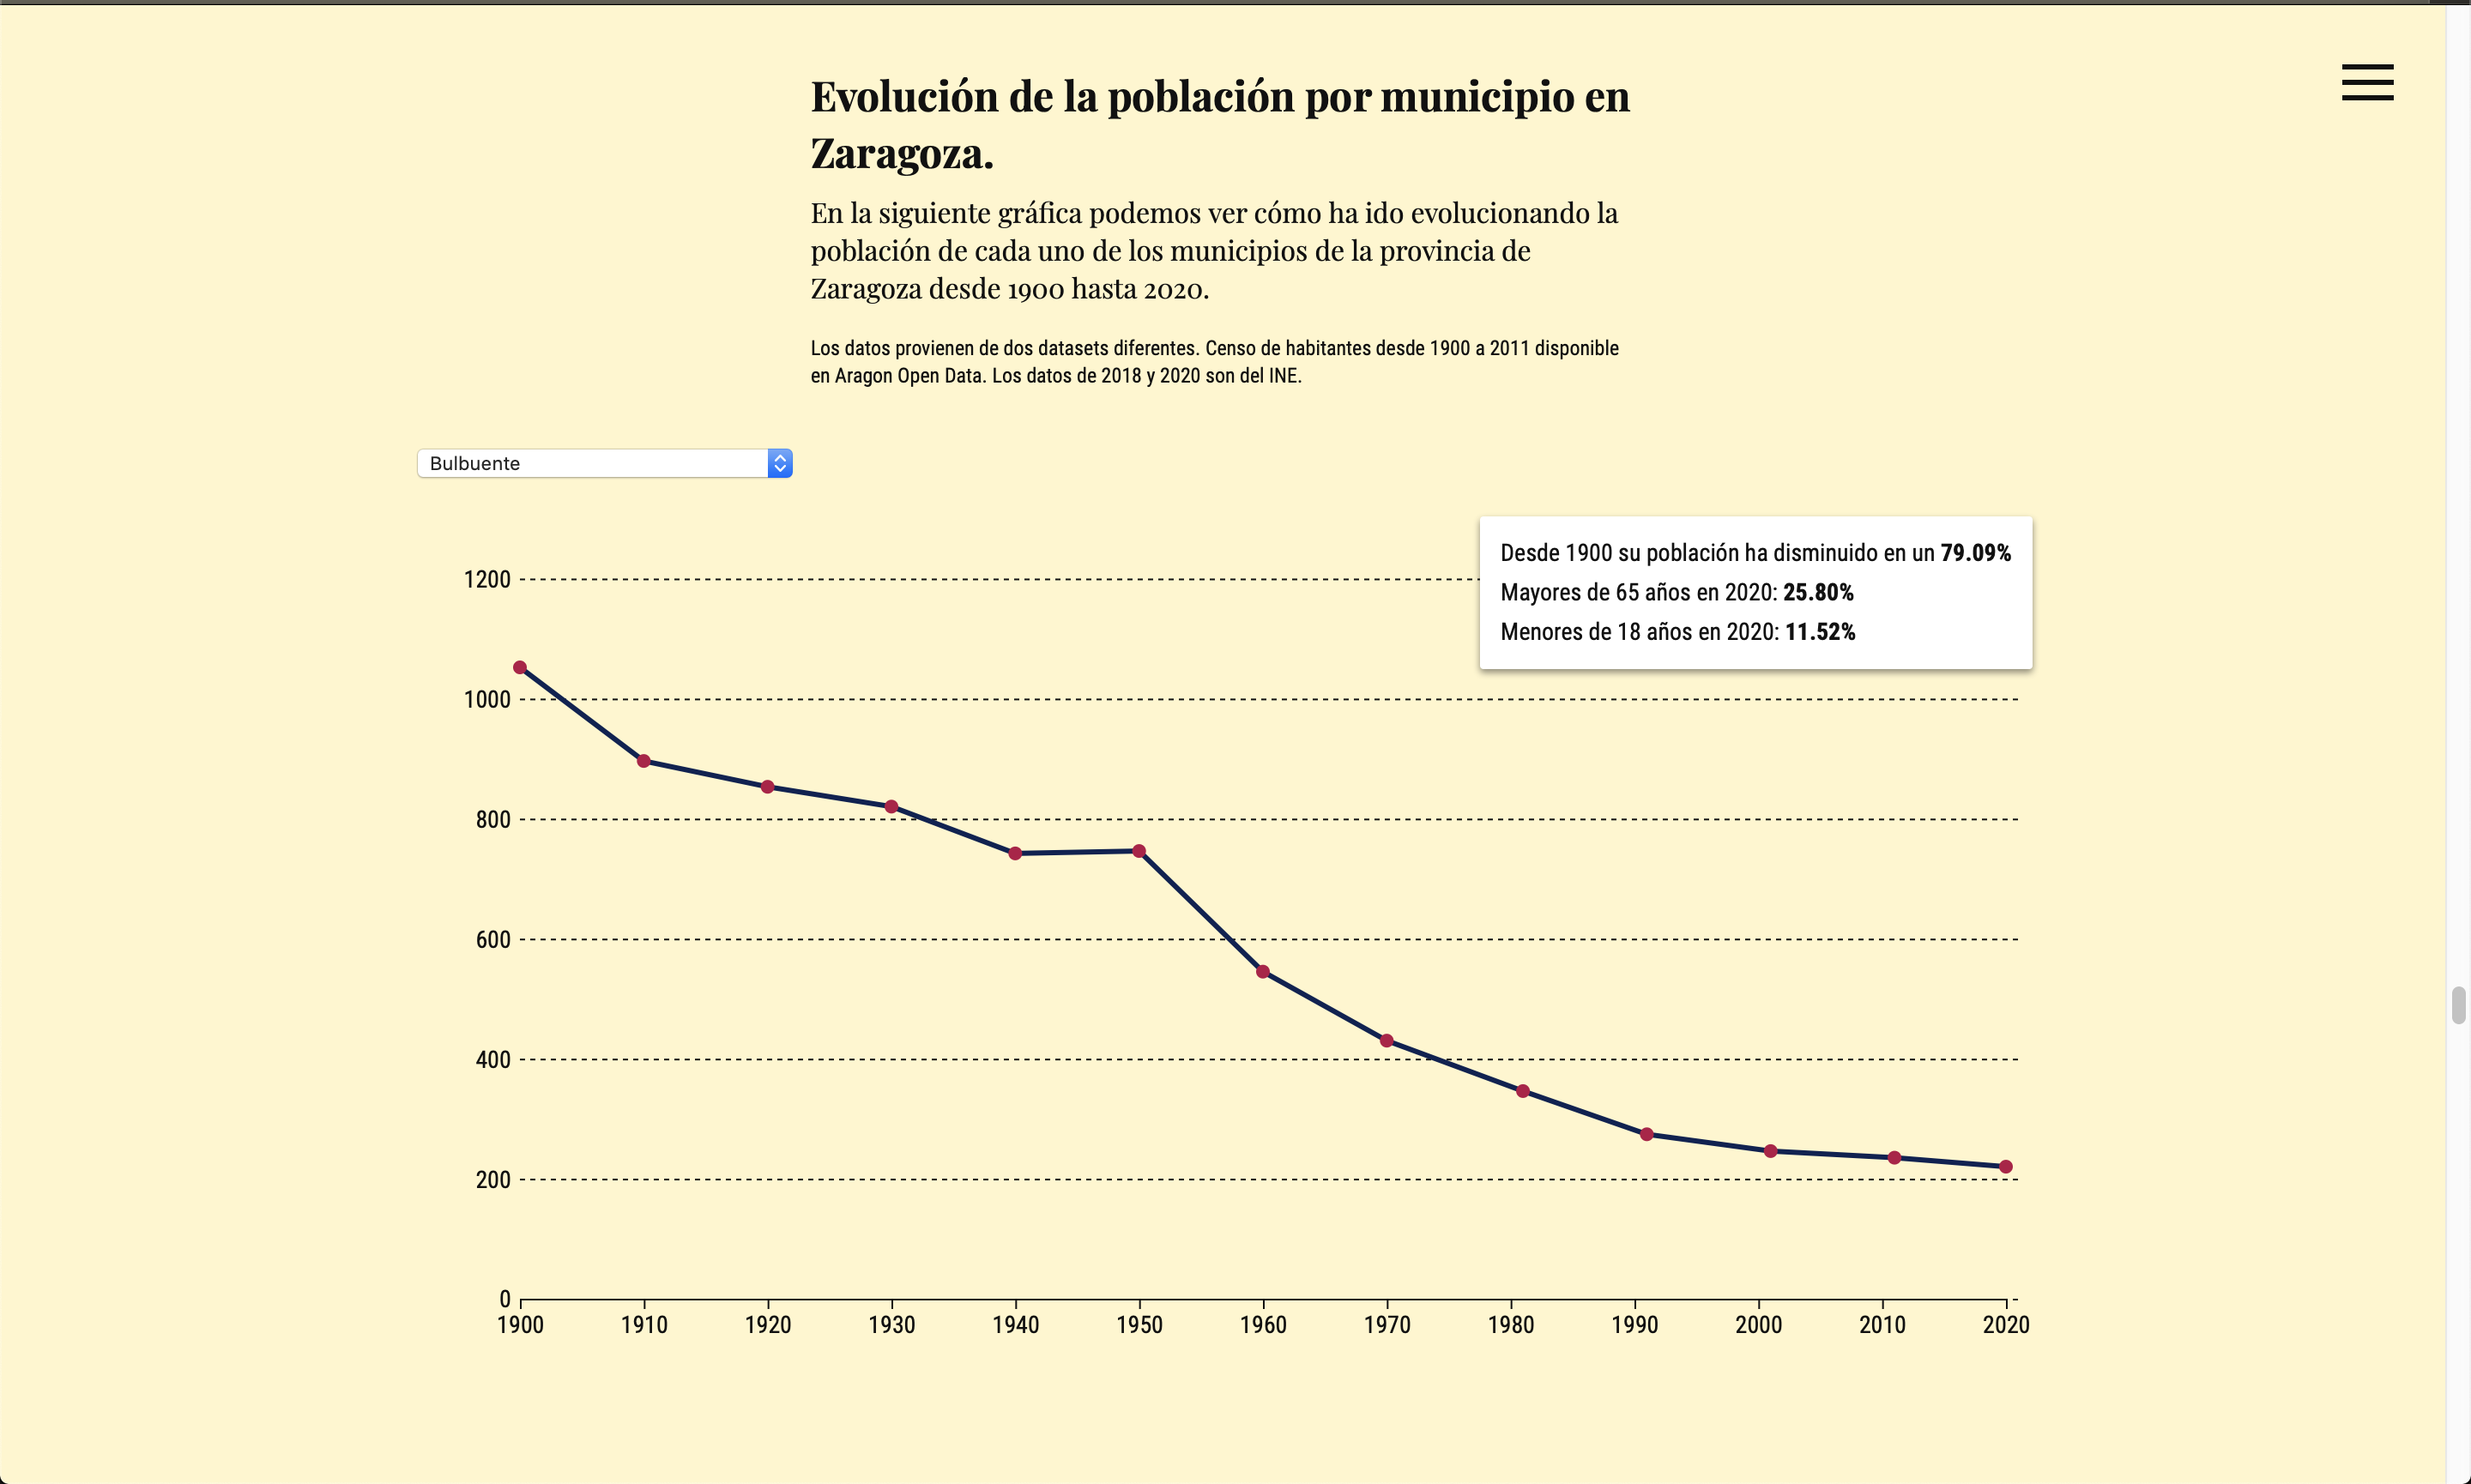 Evolución de la población por municipio en
Zaragoza.
En la siguiente gráfica podemos ver cómo ha ido evolucionando la
población de cada uno de los municipios de la provincia de
Zaragoza desde 1900 hasta 2020.
Los datos provienen de dos datasets diferentes. Censo de habitantes desde 1900 a 2011 disponible
en Aragon Open Data. Los datos de 2018 y 2020 son del INE.
Bulbuente
Desde 1900 su población ha disminuido en un 79.09%
Mayores de 65 años en 2020: 25.80%
Menores de 18 años en 2020: 11.52%
1200
1000
800
600
400
200
0
1900 1910 1920 1930 1940 1950 1960 1970 1980 1990 2000 2010 2020